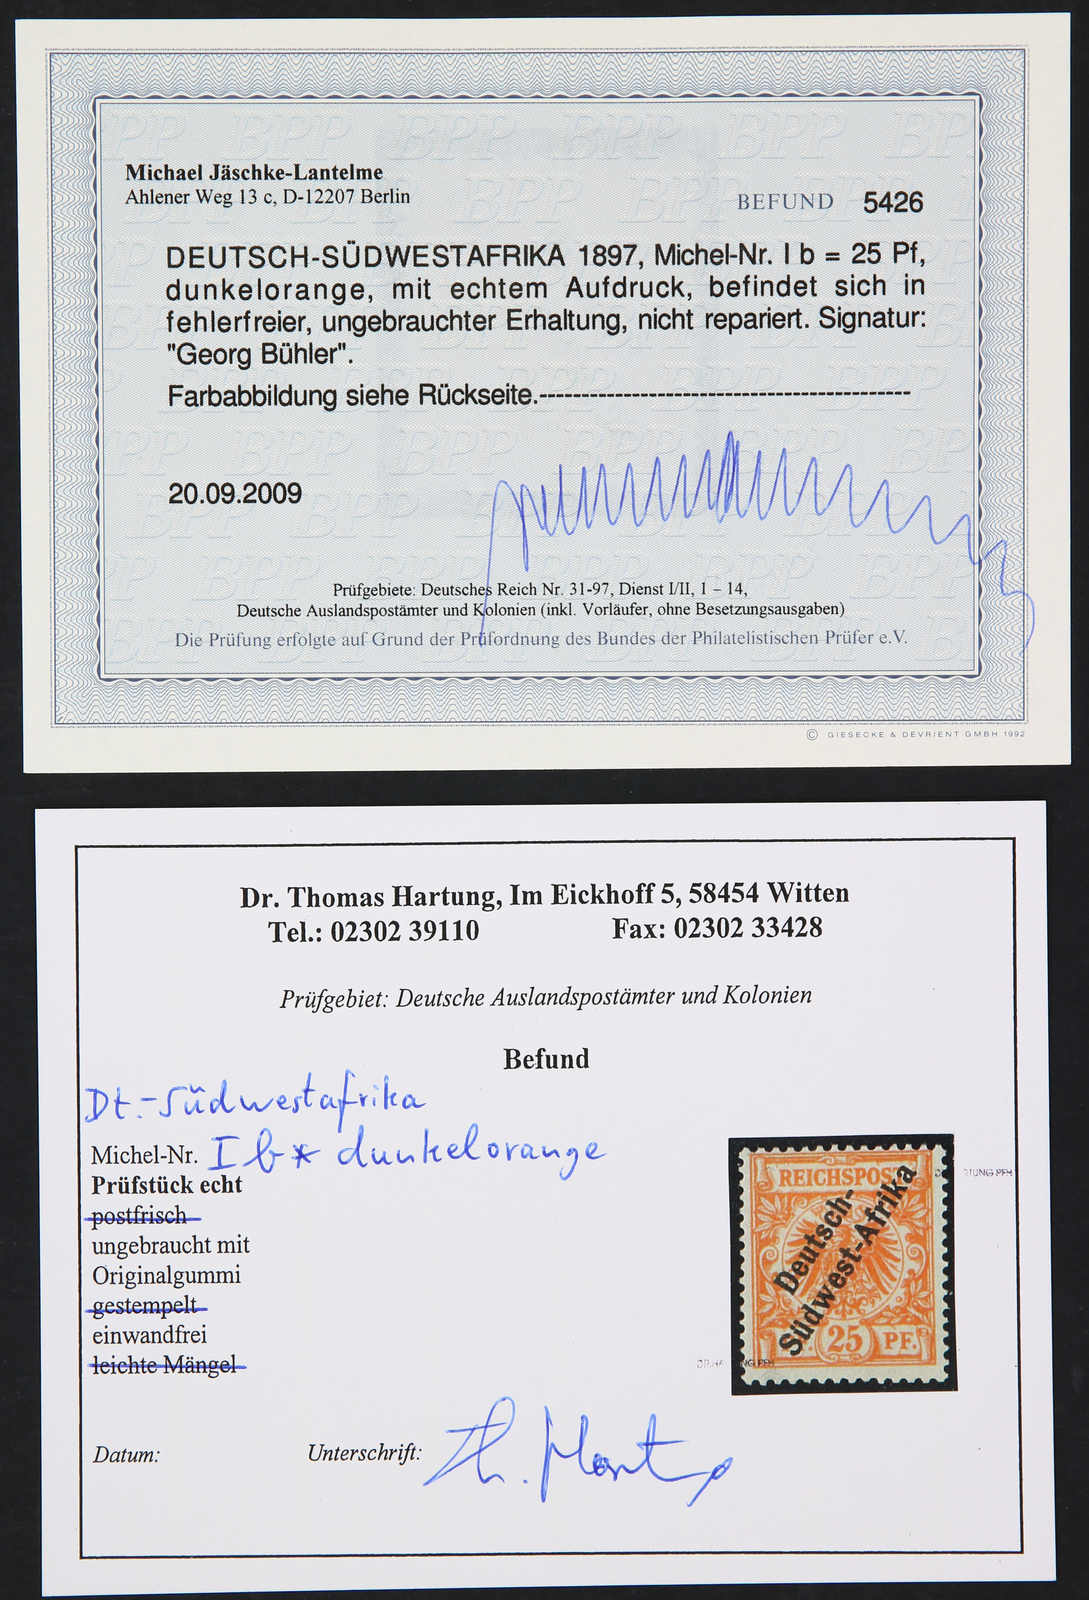 Michael Jäschke-Lantelme
Ahlener Weg 13 c, D-12207 Berlin
BEFUND 5426
DEUTSCH-SÜDWESTAFRIKA 1897, Michel-Nr. I b = 25 Pf,
dunkelorange, mit echtem Aufdruck, befindet sich in
fehlerfreier, ungebrauchter Erhaltung, nicht repariert. Signatur:
"Georg Bühler".
Farbabbildung siehe Rückseite.--------------------------------------------
20.09.2009
Prüfgebiete: Deutsches Reich Nr. 31-97, Dienst I/II, 1 – 14,
Deutsche Auslandspostämter und Kolonien (inkl. Vorläufer, ohne Besetzungsausgaben)
Die Prüfung erfolgte auf Grund der Prüfordnung des Bundes der Philatelistischen Prüfer e.V.
© GIESECKE & DEVRIENT GMBH 1992
Dr. Thomas Hartung, Im Eickhoff 5, 58454 Witten
Tel.: 02302 39110 Fax: 02302 33428
Prüfgebiet: Deutsche Auslandspostämter und Kolonien
Befund
Dt.-Südwestafrika
Michel-Nr. I b * dunkelorange
Prüfstück echt
postfrisch
ungebraucht mit
Originalgummi
gestempelt
einwandfrei
leichte Mängel
REICHSPOST
Deutsch-
Südwest-Afrika
25 PF.
Datum: Unterschrift: Th. Hartung